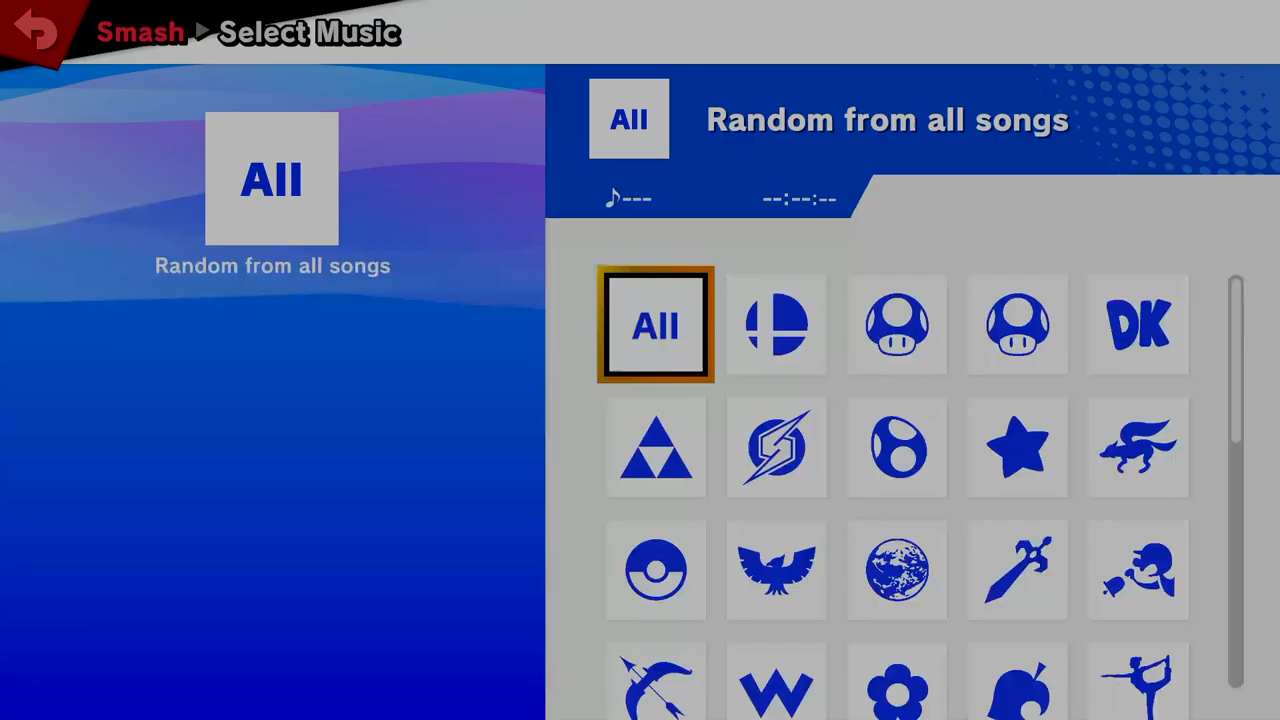 Smash Select Music
All
Random from all songs
All
Random from all songs
♪--- --:--:--
All
DK
W